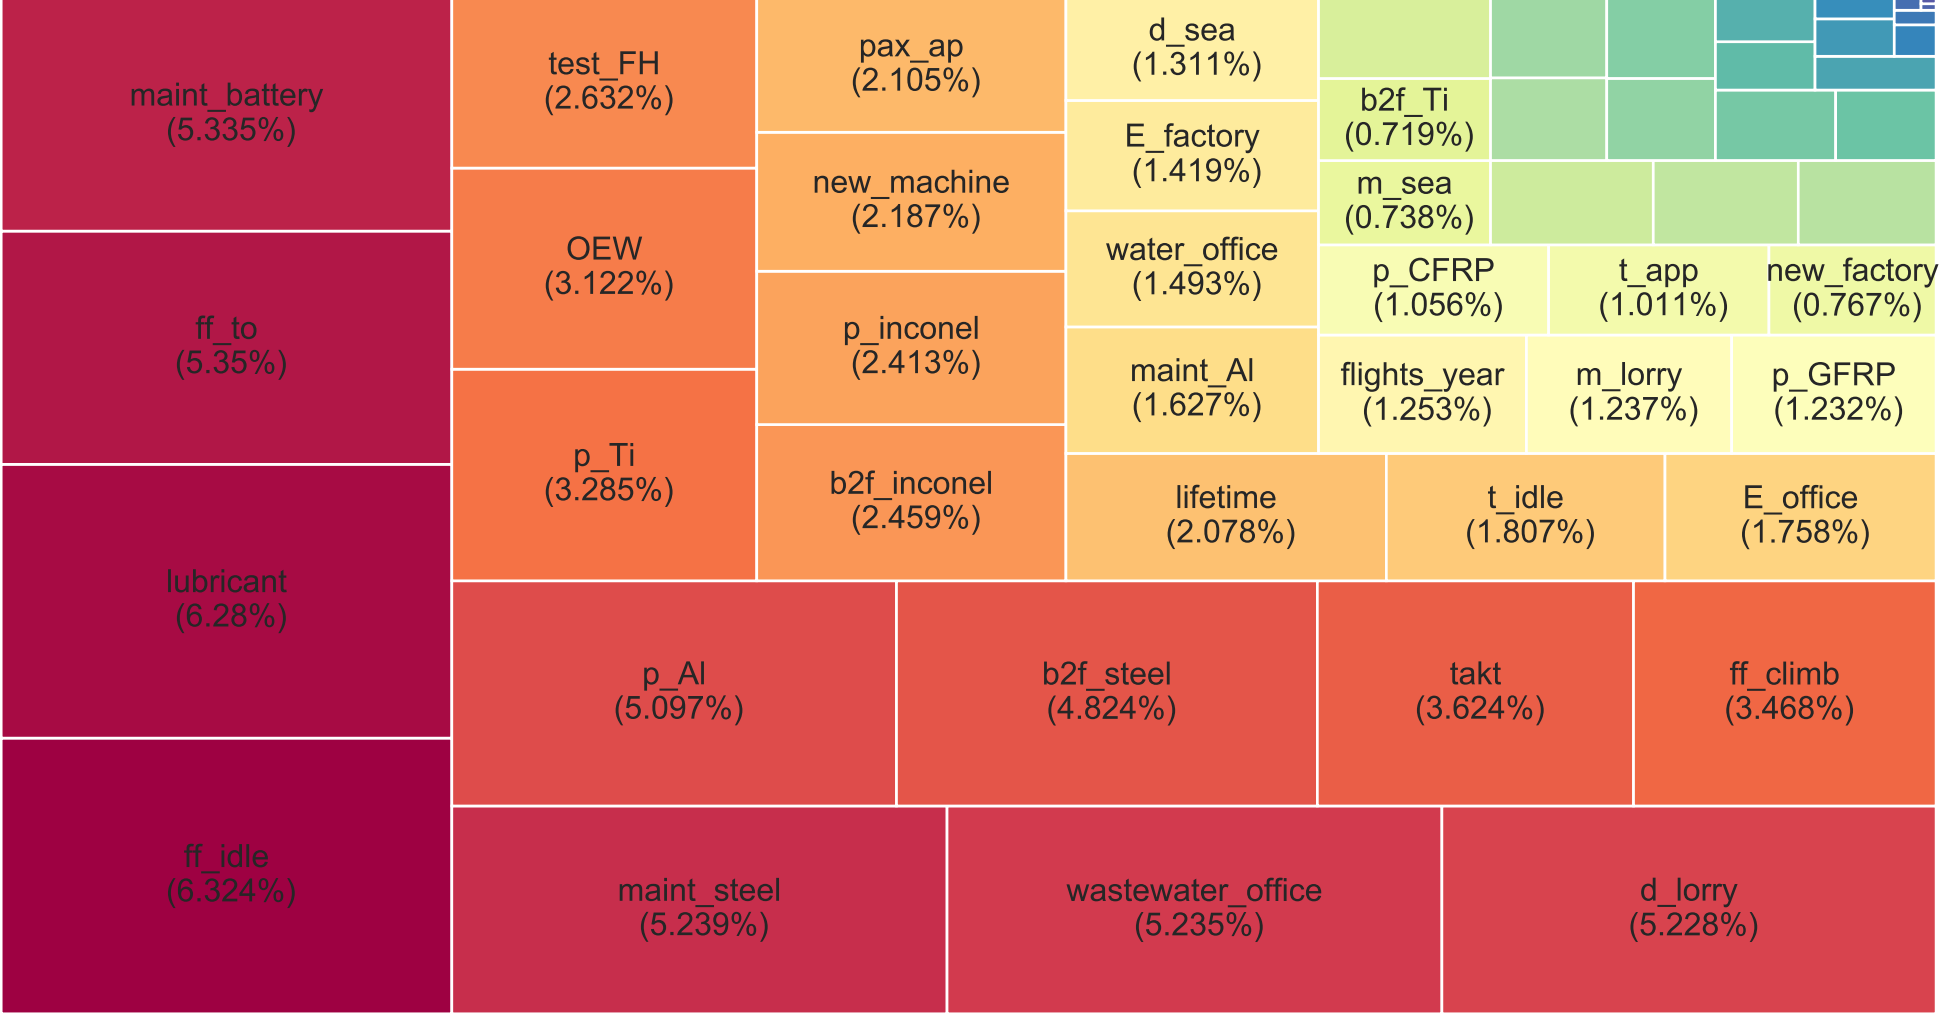 maint_battery
(5.335%)
ff_to
(5.35%)
lubricant
(6.28%)
ff_idle
(6.324%)
test_FH
(2.632%)
OEW
(3.122%)
p_Ti
(3.285%)
pax_ap
(2.105%)
new_machine
(2.187%)
p_inconel
(2.413%)
b2f_inconel
(2.459%)
d_sea
(1.311%)
E_factory
(1.419%)
water_office
(1.493%)
maint_Al
(1.627%)
b2f_Ti
(0.719%)
m_sea
(0.738%)
p_CFRP
(1.056%)
t_app
(1.011%)
new_factory
(0.767%)
flights_year
(1.253%)
m_lorry
(1.237%)
p_GFRP
(1.232%)
lifetime
(2.078%)
t_idle
(1.807%)
E_office
(1.758%)
p_Al
(5.097%)
b2f_steel
(4.824%)
takt
(3.624%)
ff_climb
(3.468%)
maint_steel
(5.239%)
wastewater_office
(5.235%)
d_lorry
(5.228%)